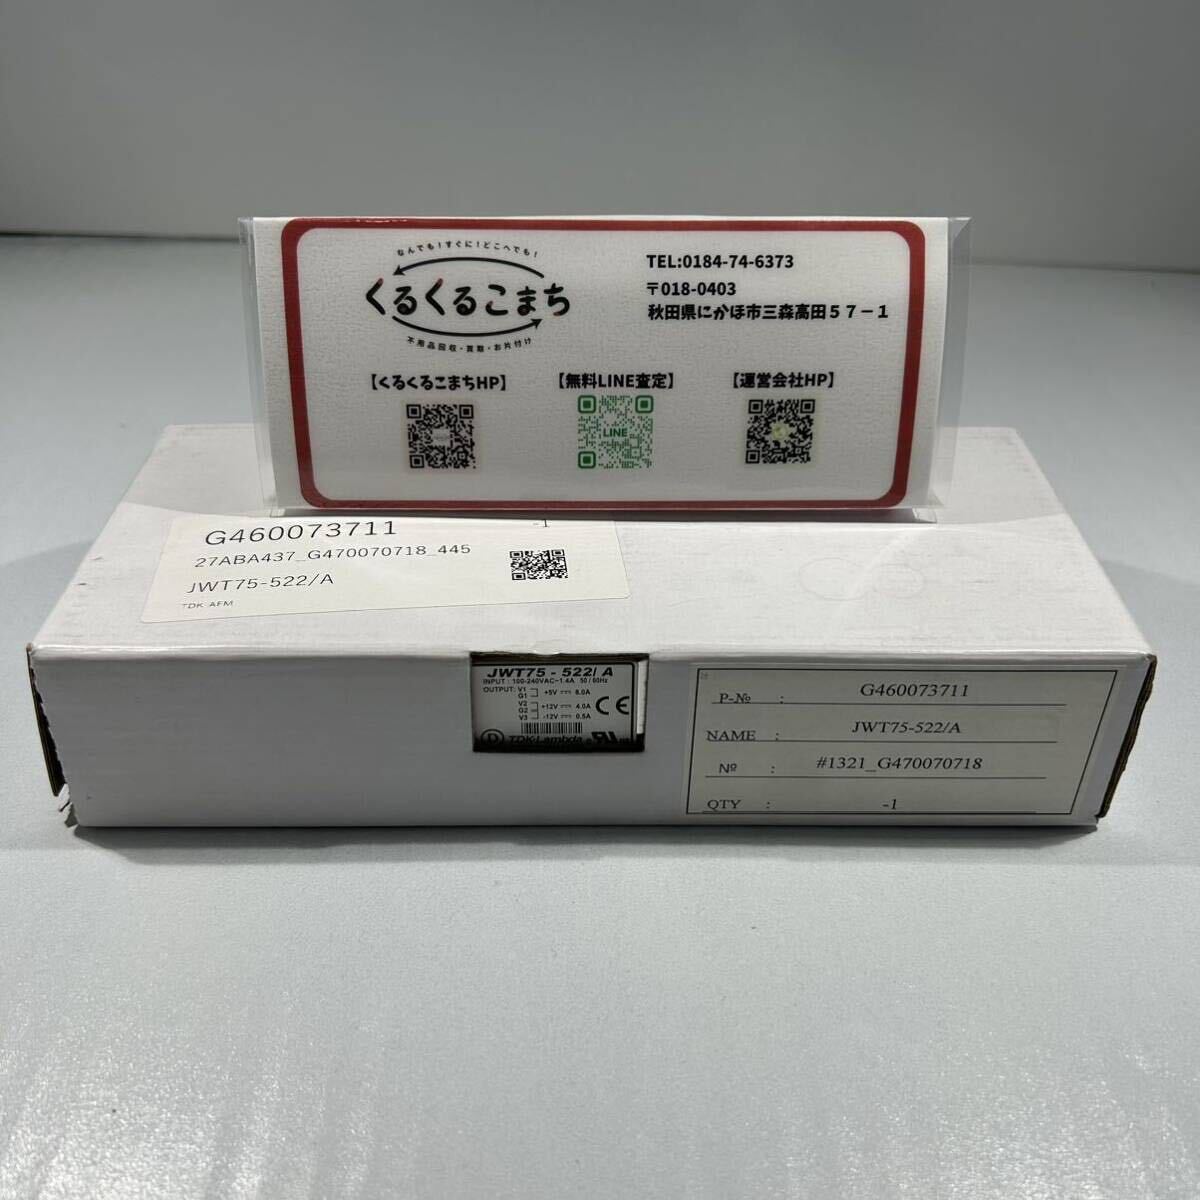 なんでも！すぐに！どこへでも！
くるくるこまち
不用品回収・買取・お片付け
TEL:0184-74-6373
〒018-0403
秋田県にかほ市三森高田５７－１
【くるくるこまちHP】
【無料LINE査定】
【運営会社HP】
LINE
G460073711
-1
27ABA437_G470070718_445
JWT75-522/A
TDK AFM
JWT75 - 522/ A
INPUT : 100-240VAC~1.4A 50/60Hz
OUTPUT: V1 G1 +5V 8.0A
V2 +12V 4.0A
G2
V3 -12V 0.5A
CE
TDK-Lambda
P-№ : G460073711
NAME : JWT75-522/A
№ : #1321_G470070718
QTY : -1